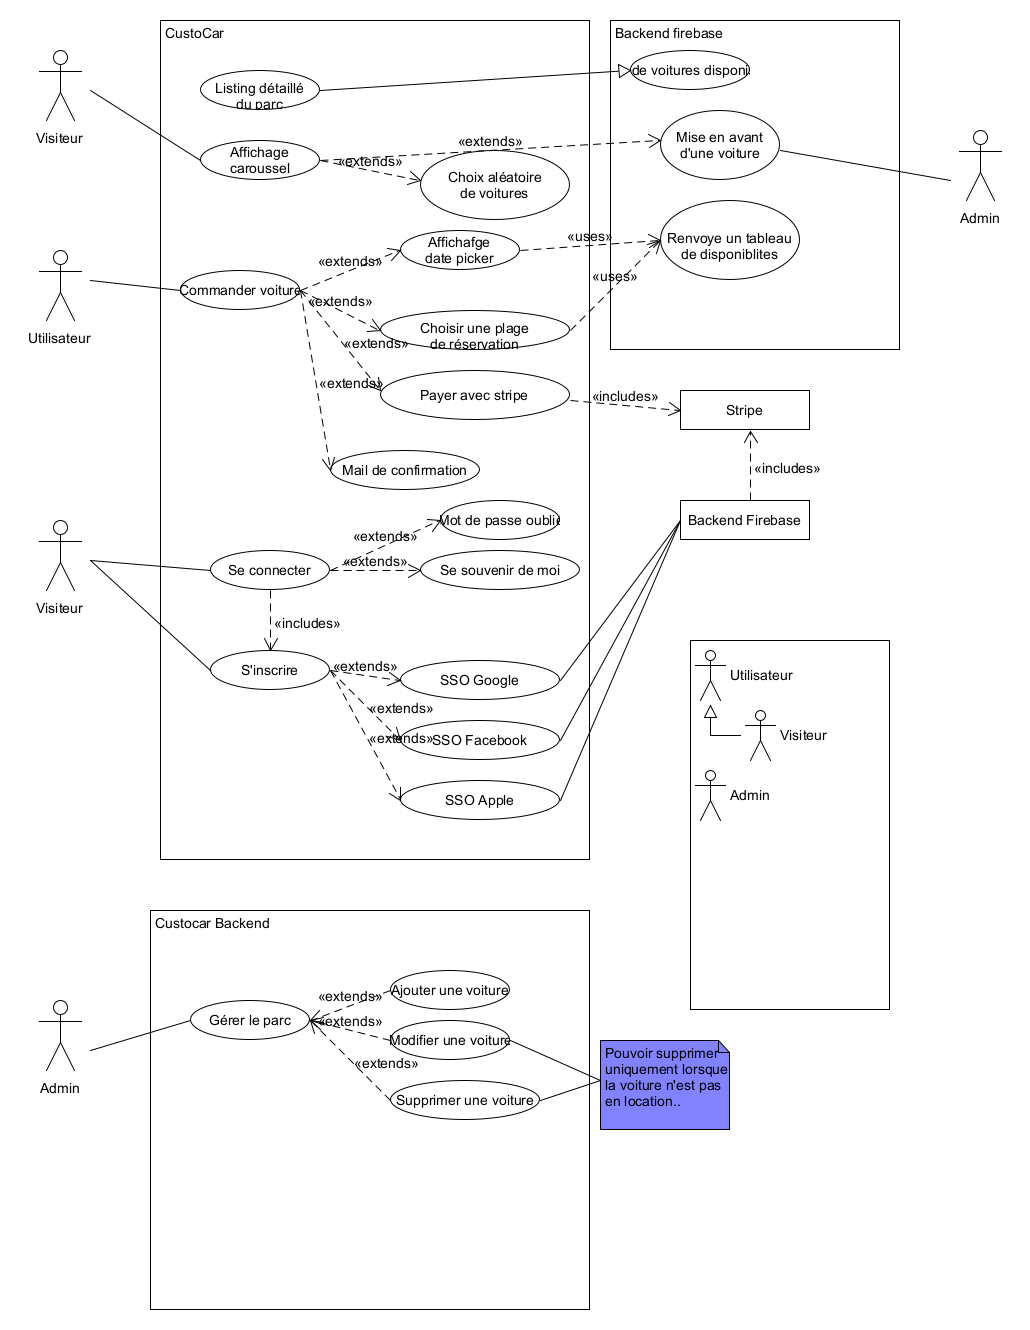 CustoCar
Backend firebase
de voitures disponi
Listing détaillé
du parc
Visiteur
Affichage
caroussel
«extends»
«extends»
Mise en avant
d'une voiture
Choix aléatoire
de voitures
Admin
Affichafge
date picker
«uses»
Renvoye un tableau
de disponiblites
«extends»
«uses»
Commander voiture
«extends»
Utilisateur
Choisir une plage
de réservation
«extends»
«extends»
Payer avec stripe
«includes»
Stripe
Mail de confirmation
«includes»
Mot de passe oublié
Backend Firebase
«extends»
«extends»
Se connecter
Se souvenir de moi
Visiteur
«includes»
S'inscrire
«extends»
SSO Google
«extends»
SSO Facebook
«extends»
SSO Apple
Utilisateur
Visiteur
Admin
Custocar Backend
«extends»
Ajouter une voiture
Gérer le parc
«extends»
Modifier une voiture
«extends»
Supprimer une voiture
Admin
Pouvoir supprimer
uniquement lorsque
la voiture n'est pas
en location..